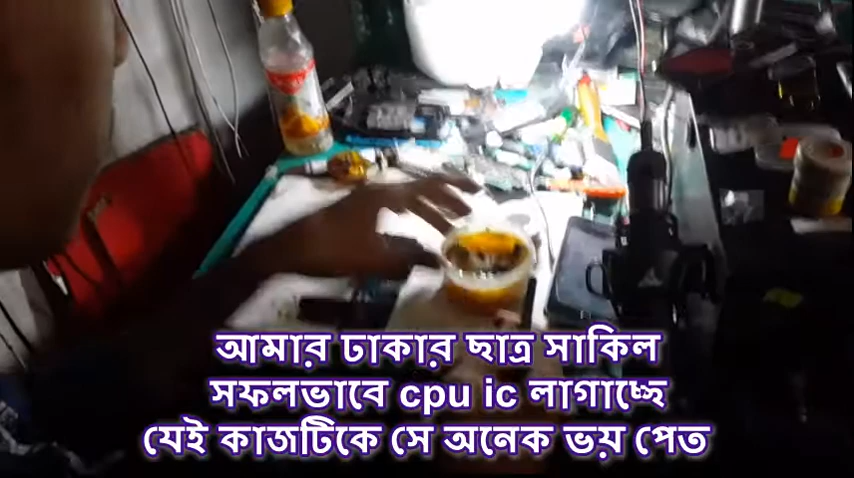 আমার ঢাকার ছাত্র সাকিল
সফলভাবে cpu ic লাগাচ্ছে
যেই কাজটিকে সে অনেক ভয় পেত